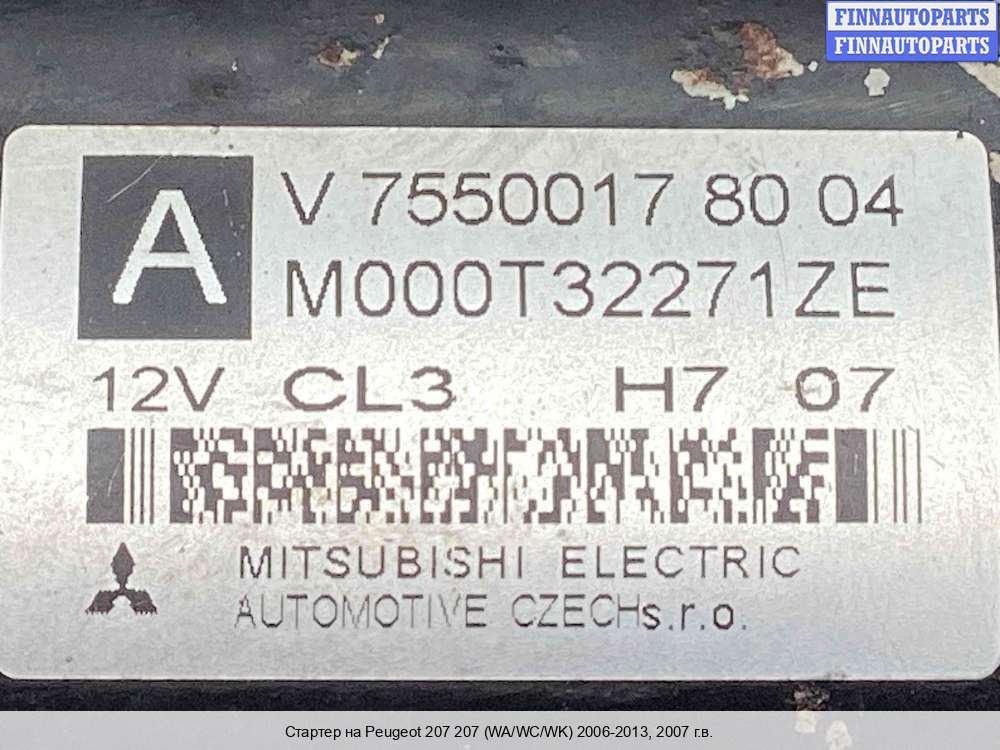 FINNAUTOPARTS
FINNAUTOPARTS
A
V 7550017 80 04
M000T32271ZE
12V CL3 H7 07
MITSUBISHI ELECTRIC
AUTOMOTIVE CZECH s.r.o.
Стартер на Peugeot 207 207 (WA/WC/WK) 2006-2013, 2007 г.в.